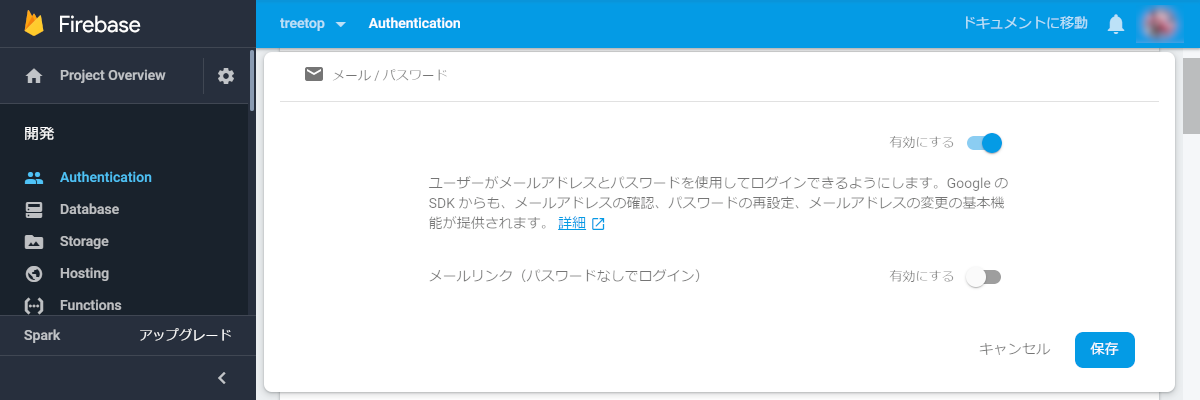 Firebase
Project Overview
開発
Authentication
Database
Storage
Hosting
Functions
Spark アップグレード
treetop Authentication ドキュメントに移動
メール / パスワード
有効にする
ユーザーがメールアドレスとパスワードを使用してログインできるようにします。Google の
SDK からも、メールアドレスの確認、パスワードの再設定、メールアドレスの変更の基本機
能が提供されます。 詳細
メールリンク（パスワードなしでログイン） 有効にする
キャンセル 保存